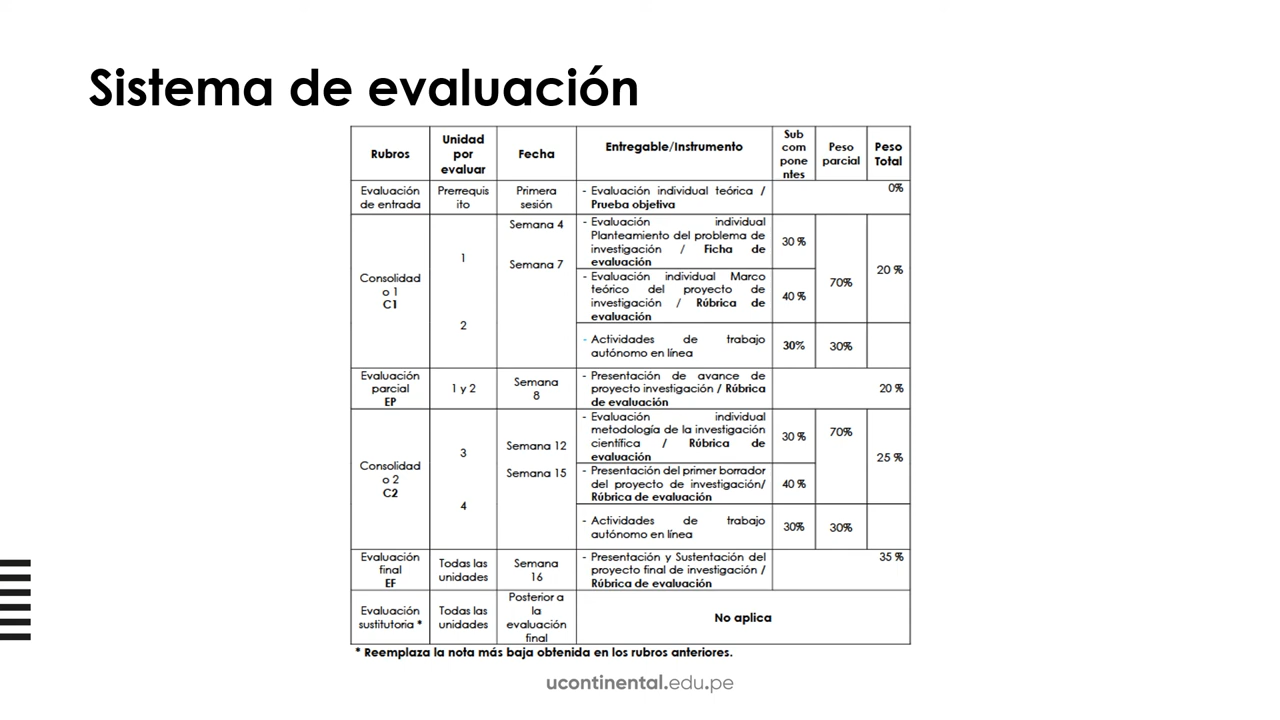 Sistema de evaluación
Rubros
Unidad
por
evaluar
Fecha
Entregable/Instrumento
Sub
com
pone
ntes
Peso
parcial
Peso
Total
Evaluación
de entrada
Prerrequis
ito
Primera
sesión
- Evaluación individual teórica /
Prueba objetiva
0%
Consolidad
o 1
C1
1
2
Semana 4
Semana 7
- Evaluación individual
Planteamiento del problema de
investigación / Ficha de
evaluación
30 %
- Evaluación individual Marco
teórico del proyecto de
investigación / Rúbrica de
evaluación
40 %
70%
20 %
- Actividades de trabajo
autónomo en línea
30%
30%
Evaluación
parcial
EP
1 y 2
Semana
8
- Presentación de avance de
proyecto investigación / Rúbrica
de evaluación
20 %
Consolidad
o 2
C2
3
4
Semana 12
Semana 15
- Evaluación individual
metodología de la investigación
científica / Rúbrica de
evaluación
30 %
70%
25 %
- Presentación del primer borrador
del proyecto de investigación/
Rúbrica de evaluación
40 %
- Actividades de trabajo
autónomo en línea
30%
30%
Evaluación
final
EF
Todas las
unidades
Semana
16
- Presentación y Sustentación del
proyecto final de investigación /
Rúbrica de evaluación
35 %
Evaluación
sustitutoria *
Todas las
unidades
Posterior a
la
evaluación
final
No aplica
* Reemplaza la nota más baja obtenida en los rubros anteriores.
ucontinental.edu.pe